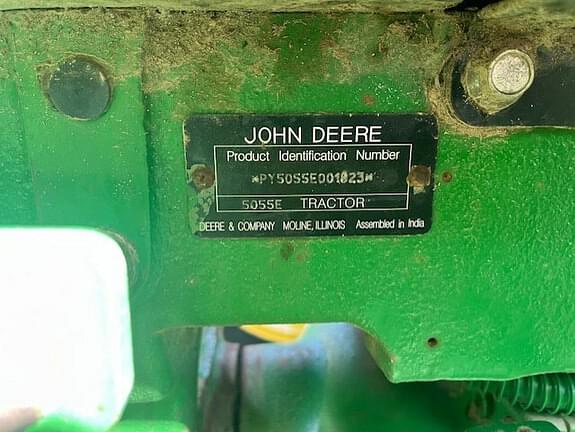 JOHN DEERE
Product Identification Number
*PY5055E001023*
5055E TRACTOR
DEERE & COMPANY MOLINE, ILLINOIS Assembled in India